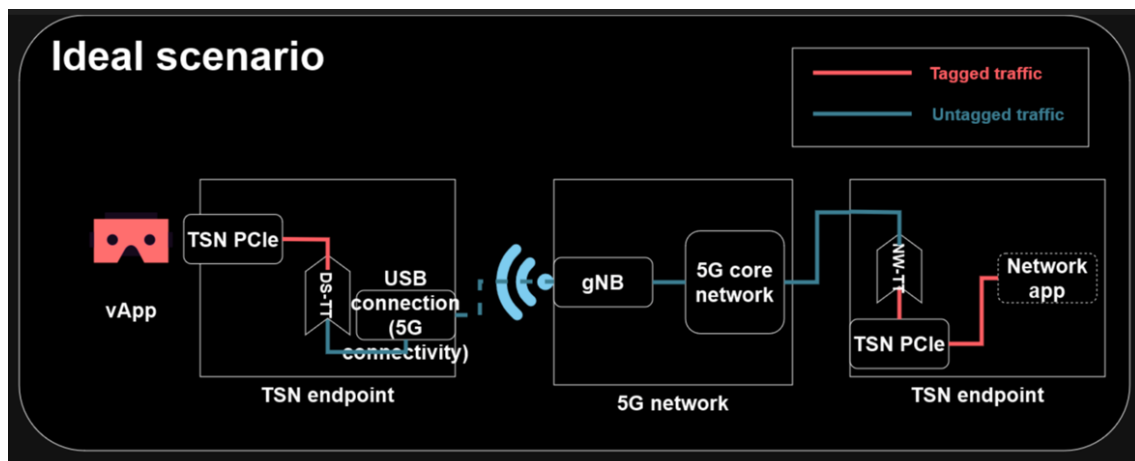 Ideal scenario
Tagged traffic
Untagged traffic
TSN PCIe
DS-TT
USB
connection
(5G
connectivity)
vApp
TSN endpoint
gNB
5G core
network
5G network
NW-TT
Network
app
TSN PCIe
TSN endpoint